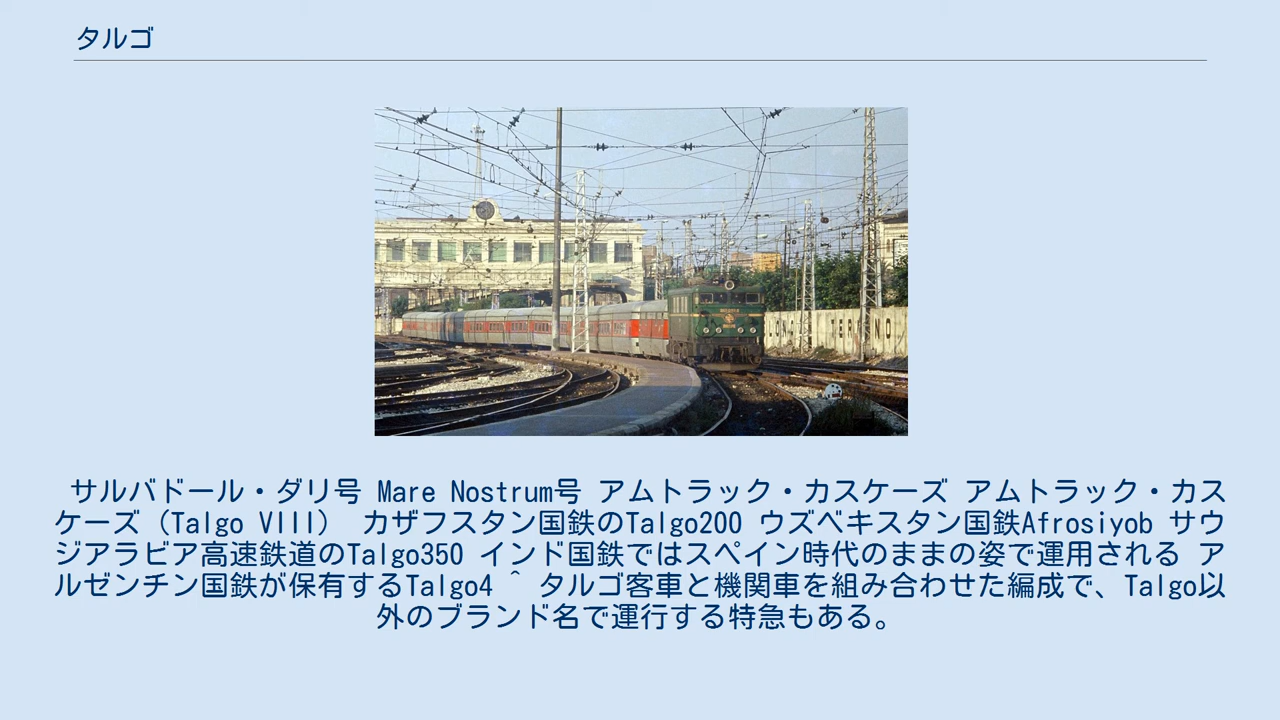 タルゴ
サルバドール・ダリ号 Mare Nostrum号 アムトラック・カスケーズ アムトラック・カス
ケーズ（Talgo VIII） カザフスタン国鉄のTalgo200 ウズベキスタン国鉄Afrosiyob サウ
ジアラビア高速鉄道のTalgo350 インド国鉄ではスペイン時代のままの姿で運用される ア
ルゼンチン国鉄が保有するTalgo4 ^ タルゴ客車と機関車を組み合わせた編成で、Talgo以
外のブランド名で運行する特急もある。